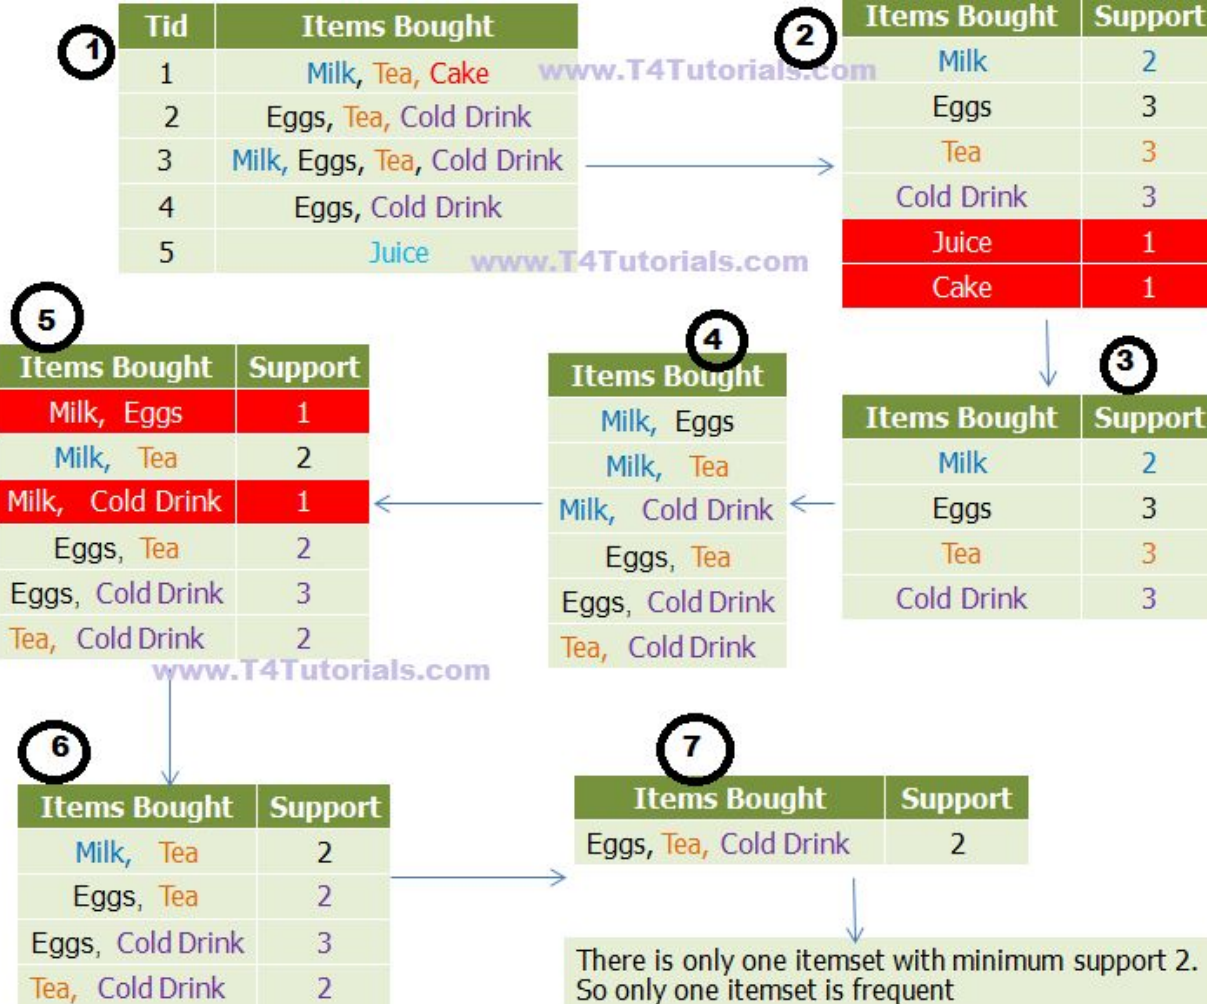 1
Tid Items Bought
1 Milk, Tea, Cake
2 Eggs, Tea, Cold Drink
3 Milk, Eggs, Tea, Cold Drink
4 Eggs, Cold Drink
5 Juice
www.T4Tutorials.com
www.T4Tutorials.com
2
Items Bought Support
Milk 2
Eggs 3
Tea 3
Cold Drink 3
Juice 1
Cake 1
3
Items Bought Support
Milk 2
Eggs 3
Tea 3
Cold Drink 3
4
Items Bought
Milk, Eggs
Milk, Tea
Milk, Cold Drink
Eggs, Tea
Eggs, Cold Drink
Tea, Cold Drink
5
Items Bought Support
Milk, Eggs 1
Milk, Tea 2
Milk, Cold Drink 1
Eggs, Tea 2
Eggs, Cold Drink 3
Tea, Cold Drink 2
www.T4Tutorials.com
6
Items Bought Support
Milk, Tea 2
Eggs, Tea 2
Eggs, Cold Drink 3
Tea, Cold Drink 2
7
Items Bought Support
Eggs, Tea, Cold Drink 2
There is only one itemset with minimum support 2.
So only one itemset is frequent